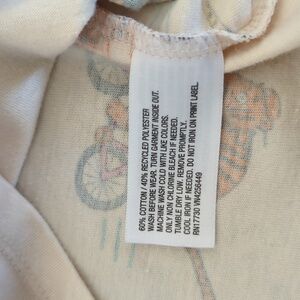 60% COTTON / 40% RECYCLED POLYESTER
WASH BEFORE WEAR. TURN GARMENT INSIDE OUT.
MACHINE WASH COLD WITH LIKE COLORS.
ONLY NON CHLORINE BLEACH IF NEEDED.
TUMBLE DRY LOW. REMOVE PROMPTLY.
COOL IRON IF NEEDED. DO NOT IRON ON PRINT LABEL.
RN17730 VN4256449